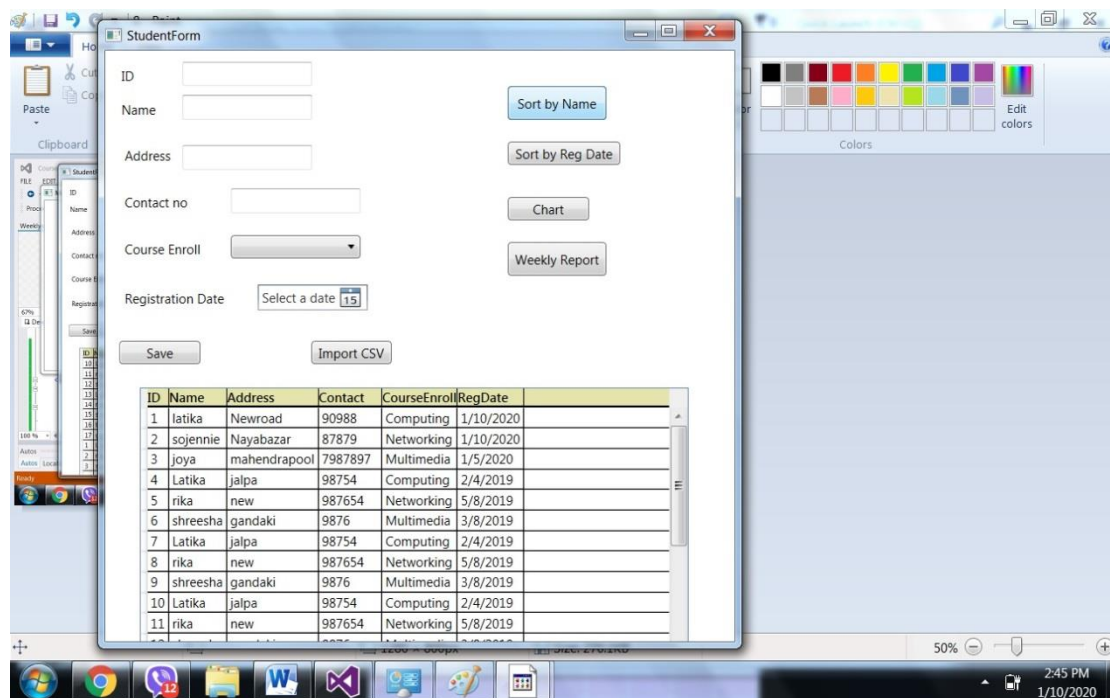 StudentForm
Paste
Clipboard
Edit colors
Colors
ID
Name
Address
Contact no
Course Enroll
Registration Date
Select a date 15
Save
Import CSV
Sort by Name
Sort by Reg Date
Chart
Weekly Report
ID Name Address Contact CourseEnroll RegDate
1 latika Newroad 90988 Computing 1/10/2020
2 sojennie Nayabazar 87879 Networking 1/10/2020
3 joya mahendrapool 7987897 Multimedia 1/5/2020
4 Latika jalpa 98754 Computing 2/4/2019
5 rika new 987654 Networking 5/8/2019
6 shreesha gandaki 9876 Multimedia 3/8/2019
7 Latika jalpa 98754 Computing 2/4/2019
8 rika new 987654 Networking 5/8/2019
9 shreesha gandaki 9876 Multimedia 3/8/2019
10 Latika jalpa 98754 Computing 2/4/2019
11 rika new 987654 Networking 5/8/2019
50%
12
2:45 PM
1/10/2020